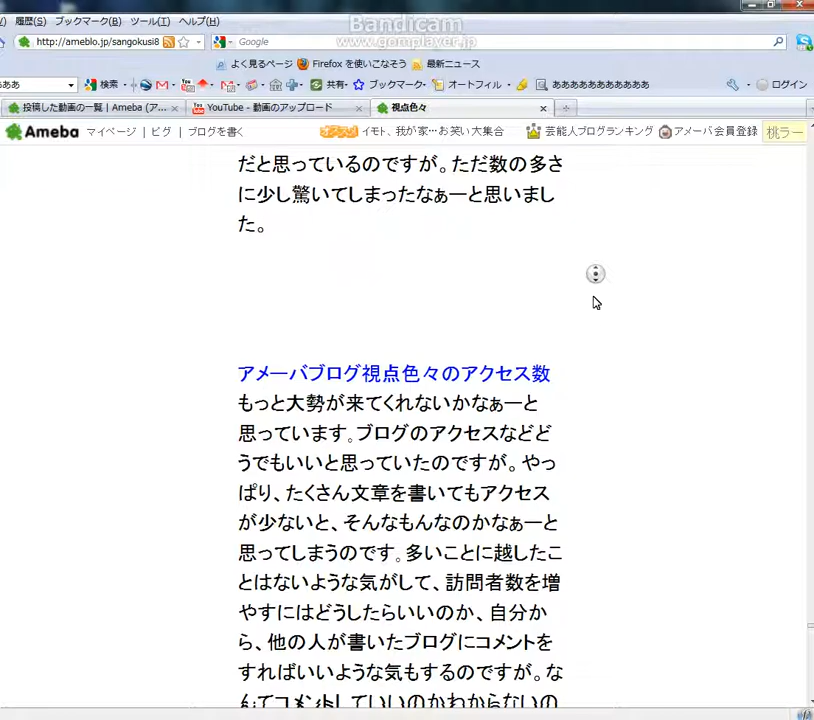 履歴(S) ブックマーク(B) ツール(T) ヘルプ(H)
Bandicam
www.gomplayer.jp
http://ameblo.jp/sangokusi8 Google
よく見るページ Firefox を使いこなそう 最新ニュース
ああ 検索 共有 ブックマーク オートフィル あああああああああああ ログイン
投稿した動画の一覧 | Ameba (ア... YouTube - 動画のアップロード 視点色々
Ameba マイページ | ピグ | ブログを書く イモト、我が家…お笑い大集合 芸能人ブログランキング アメーバ会員登録 桃ラー
だと思っているのですが。ただ数の多さ
に少し驚いてしまったなぁーと思いまし
た。
アメーバブログ視点色々のアクセス数
もっと大勢が来てくれないかなぁーと
思っています。ブログのアクセスなどど
うでもいいと思っていたのですが。やっ
ぱり、たくさん文章を書いてもアクセス
が少ないと、そんなもんなのかなぁーと
思ってしまうのです。多いことに越したこ
とはないような気がして、訪問者数を増
やすにはどうしたらいいのか、自分か
ら、他の人が書いたブログにコメントを
すればいいような気もするのですが。な
んてコメントしていいのかわからないの